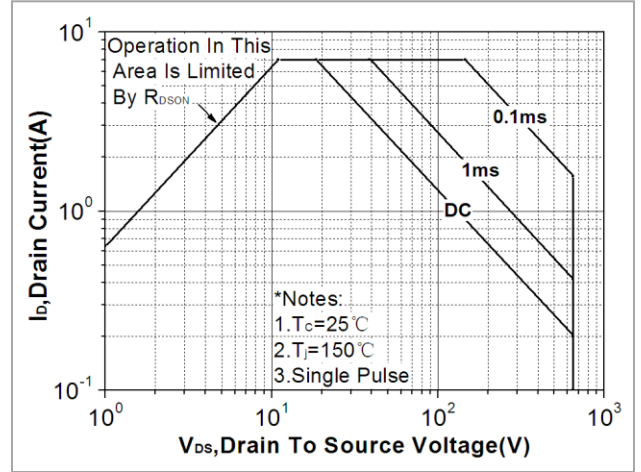 10¹
Operation In This
Area Is Limited
By RDSON
0.1ms
1ms
DC
10⁰
*Notes:
1.Tc=25℃
2.Tj=150℃
3.Single Pulse
10⁻¹
10⁰
10¹
10²
10³
ID,Drain Current(A)
VDS,Drain To Source Voltage(V)